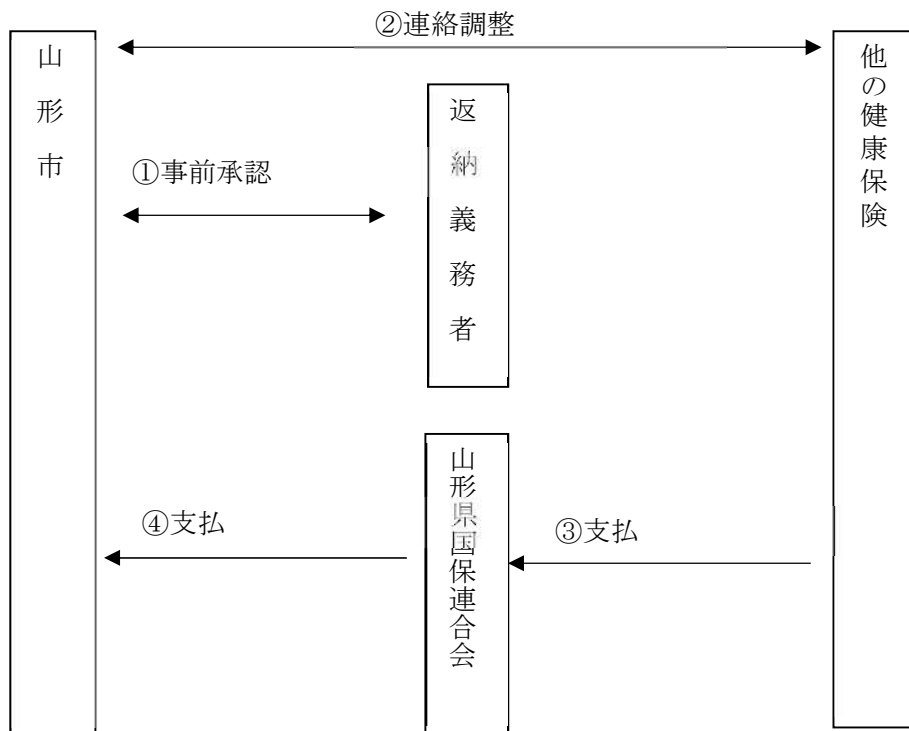 ②連絡調整
山形市
他の健康保険
返納義務者
①事前承認
山形県国保連合会
④支払
③支払